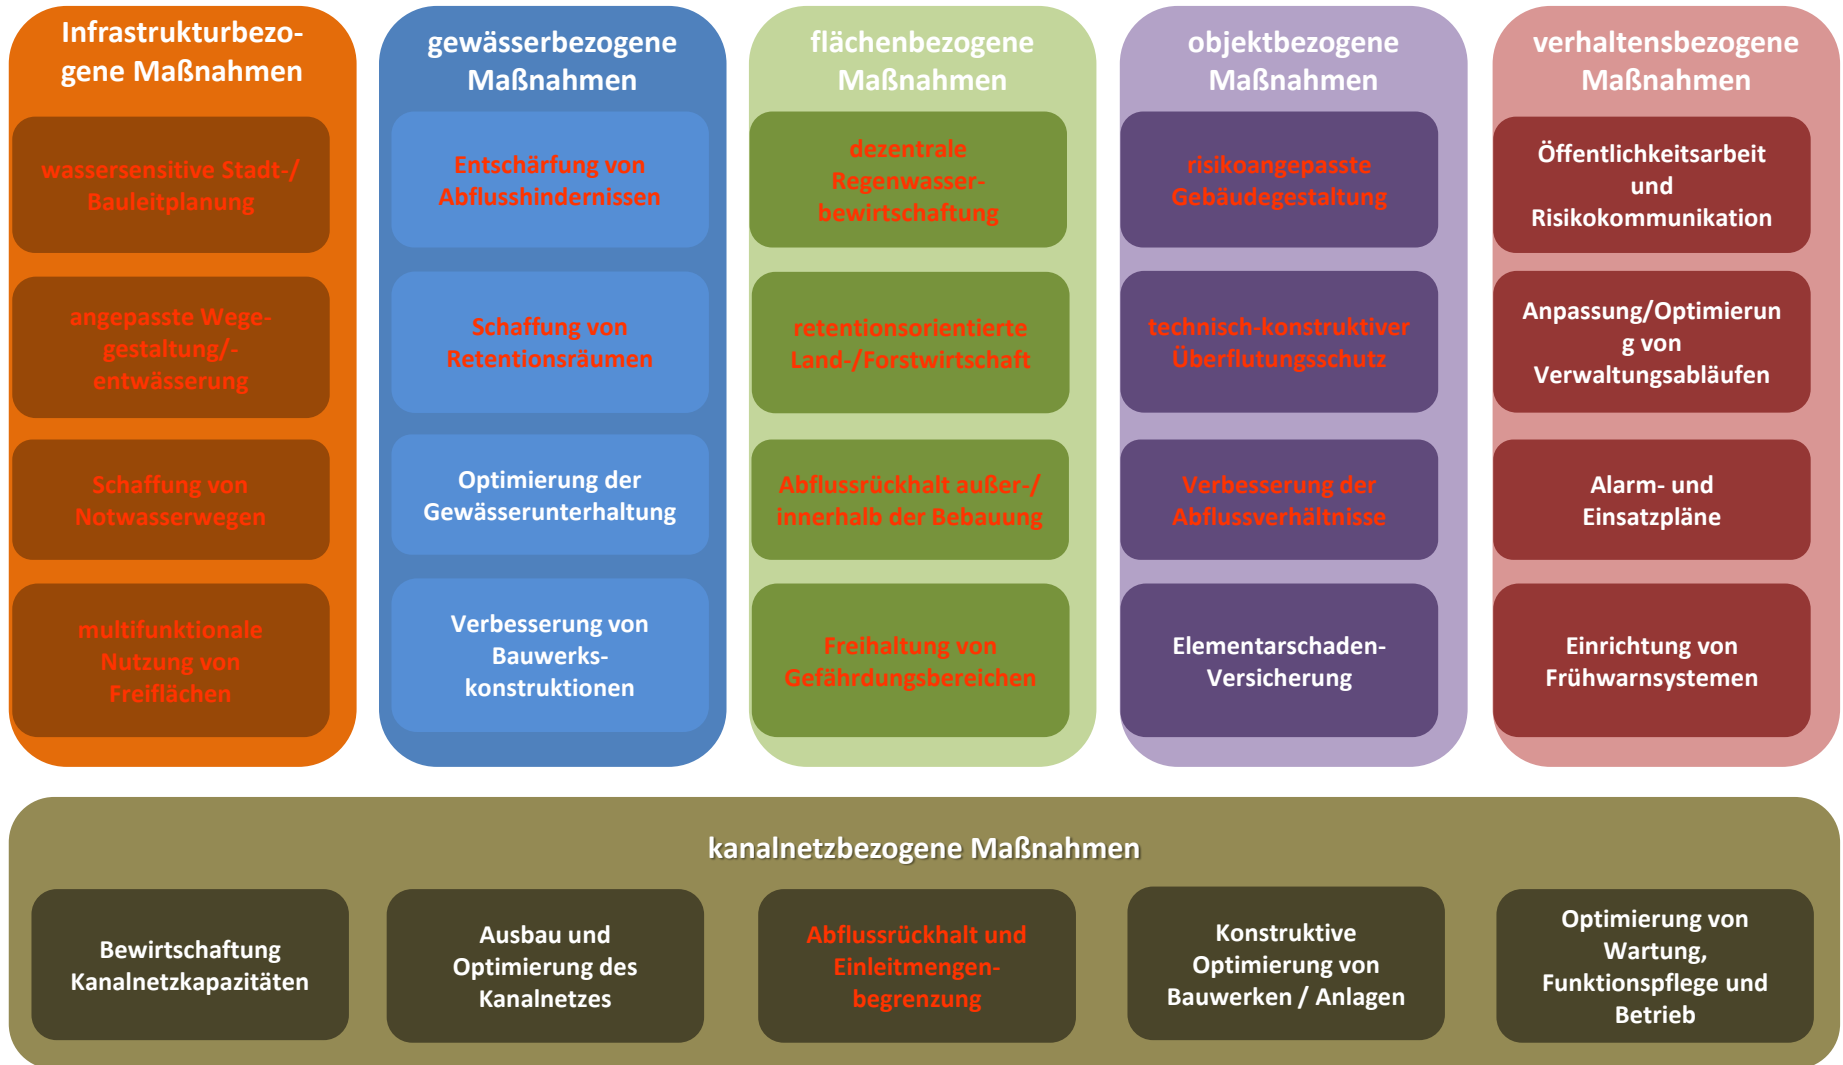 Infrastrukturbezo-
gene Maßnahmen
wassersensitive Stadt-/
Bauleitplanung
angepasste Wege-
gestaltung/-
entwässerung
Schaffung von
Notwasserwegen
multifunktionale
Nutzung von
Freiflächen
gewässerbezogene
Maßnahmen
Entschärfung von
Abflusshindernissen
Schaffung von
Retentionsräumen
Optimierung der
Gewässerunterhaltung
Verbesserung von
Bauwerks-
konstruktionen
flächenbezogene
Maßnahmen
dezentrale
Regenwasser-
bewirtschaftung
retentionsorientierte
Land-/Forstwirtschaft
Abflussrückhalt außer-/
innerhalb der Bebauung
Freihaltung von
Gefährdungsbereichen
objektbezogene
Maßnahmen
risikoangepasste
Gebäudegestaltung
technisch-konstruktiver
Überflutungsschutz
Verbesserung der
Abflussverhältnisse
Elementarschaden-
Versicherung
verhaltensbezogene
Maßnahmen
Öffentlichkeitsarbeit
und
Risikokommunikation
Anpassung/Optimierun
g von
Verwaltungsabläufen
Alarm- und
Einsatzpläne
Einrichtung von
Frühwarnsystemen
kanalnetzbezogene Maßnahmen
Bewirtschaftung
Kanalnetzkapazitäten
Ausbau und
Optimierung des
Kanalnetzes
Abflussrückhalt und
Einleitmengen-
begrenzung
Konstruktive
Optimierung von
Bauwerken / Anlagen
Optimierung von
Wartung,
Funktionspflege und
Betrieb